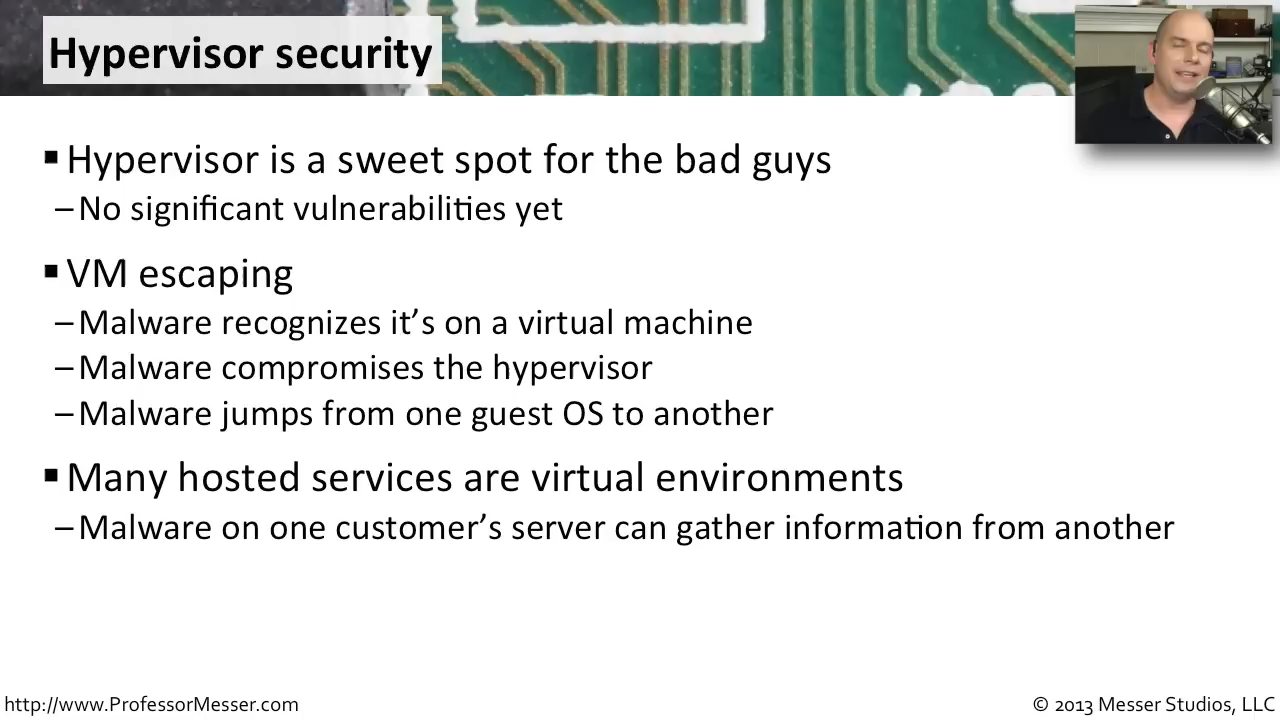 Hypervisor security
▪ Hypervisor is a sweet spot for the bad guys
– No significant vulnerabilities yet
▪ VM escaping
– Malware recognizes it’s on a virtual machine
– Malware compromises the hypervisor
– Malware jumps from one guest OS to another
▪ Many hosted services are virtual environments
– Malware on one customer’s server can gather information from another
http://www.ProfessorMesser.com
© 2013 Messer Studios, LLC